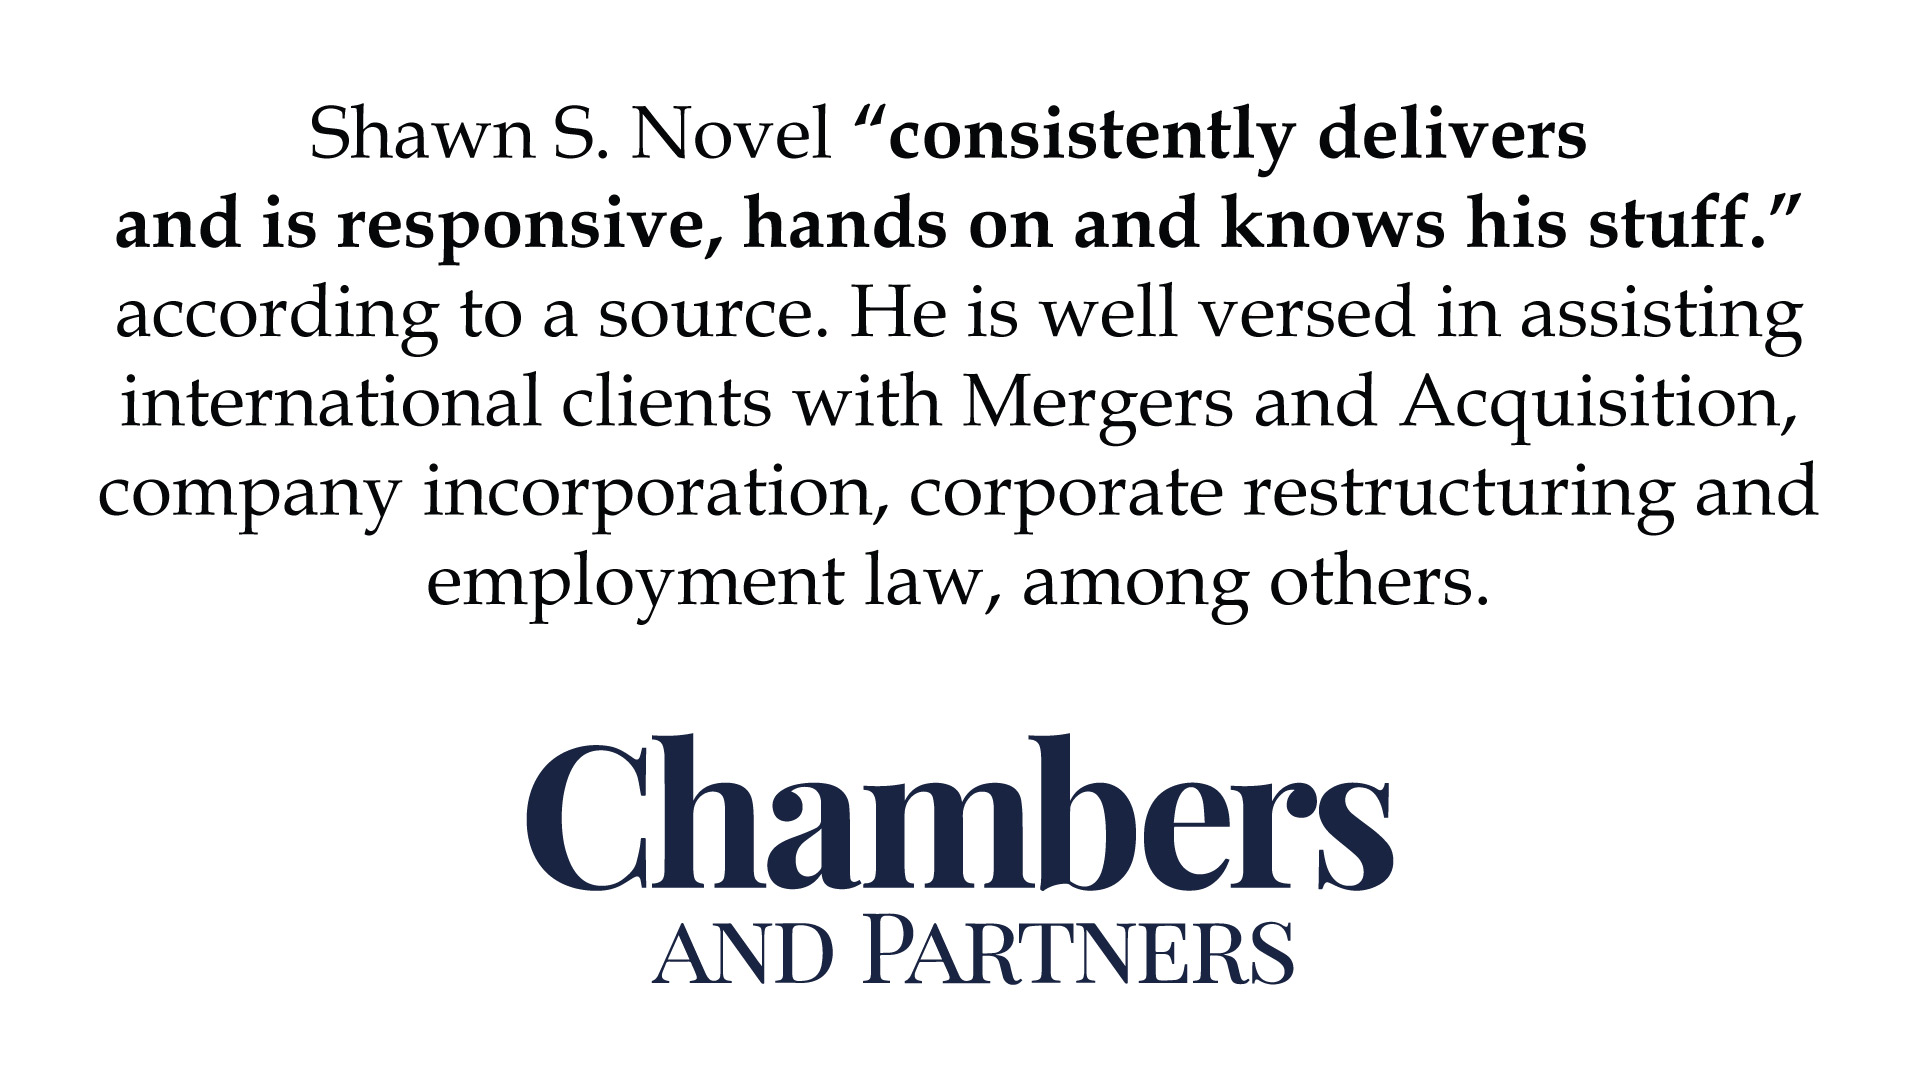 Shawn S. Novel “consistently delivers
and is responsive, hands on and knows his stuff.”
according to a source. He is well versed in assisting
international clients with Mergers and Acquisition,
company incorporation, corporate restructuring and
employment law, among others.
Chambers
AND PARTNERS